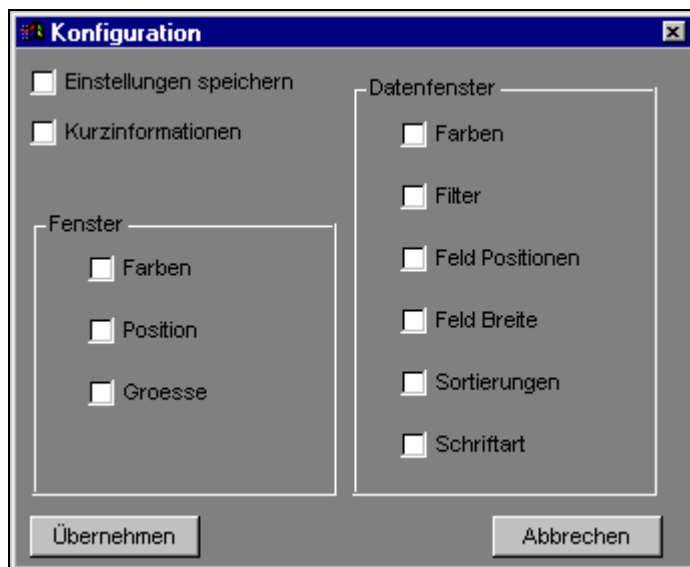 Konfiguration
Einstellungen speichern
Kurzinformationen
Fenster
Farben
Position
Groesse
Datenfenster
Farben
Filter
Feld Positionen
Feld Breite
Sortierungen
Schriftart
Übernehmen
Abbrechen